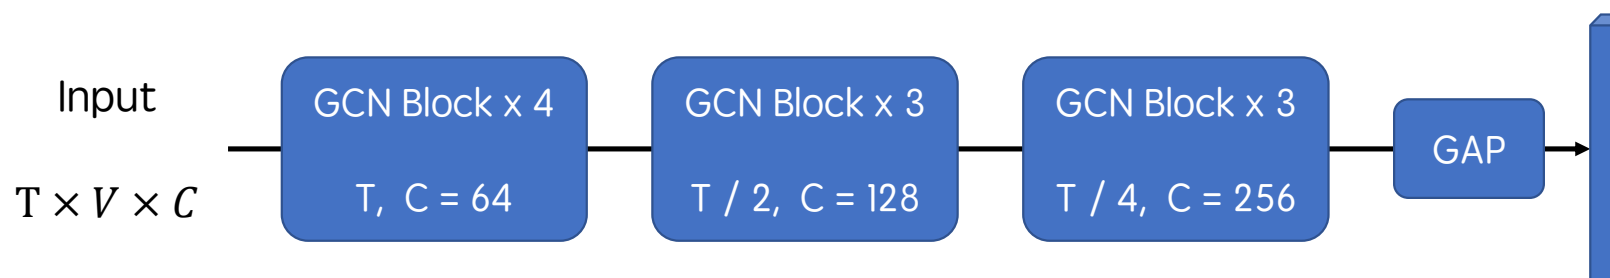 Input
T × V × C
GCN Block x 4
T, C = 64
GCN Block x 3
T / 2, C = 128
GCN Block x 3
T / 4, C = 256
GAP